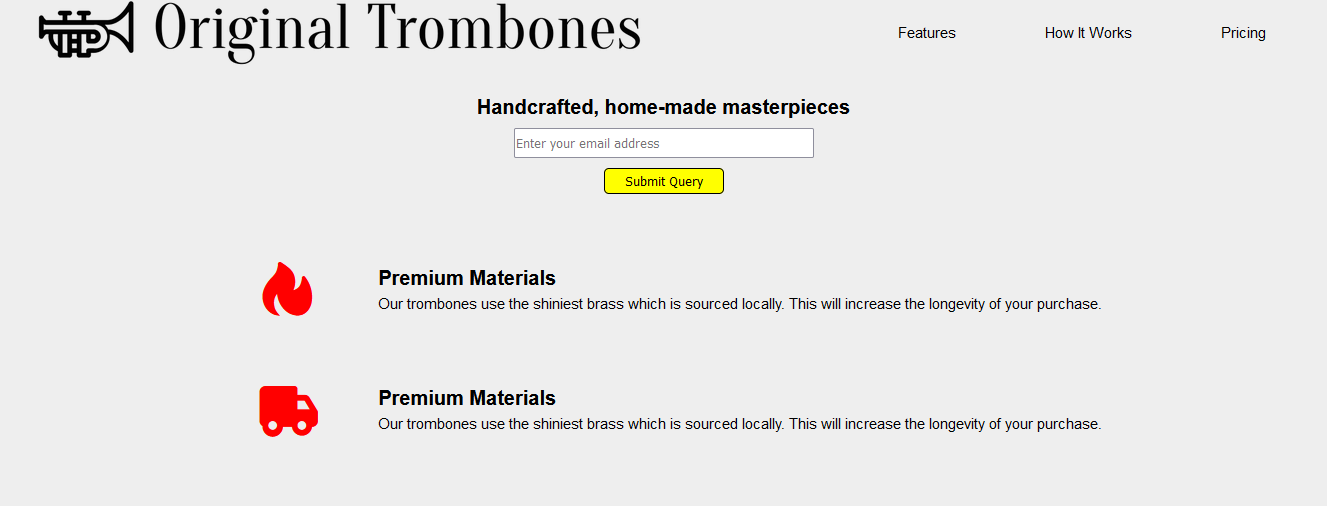 Original Trombones
Features
How It Works
Pricing
Handcrafted, home-made masterpieces
Enter your email address
Submit Query
Premium Materials
Our trombones use the shiniest brass which is sourced locally. This will increase the longevity of your purchase.
Premium Materials
Our trombones use the shiniest brass which is sourced locally. This will increase the longevity of your purchase.